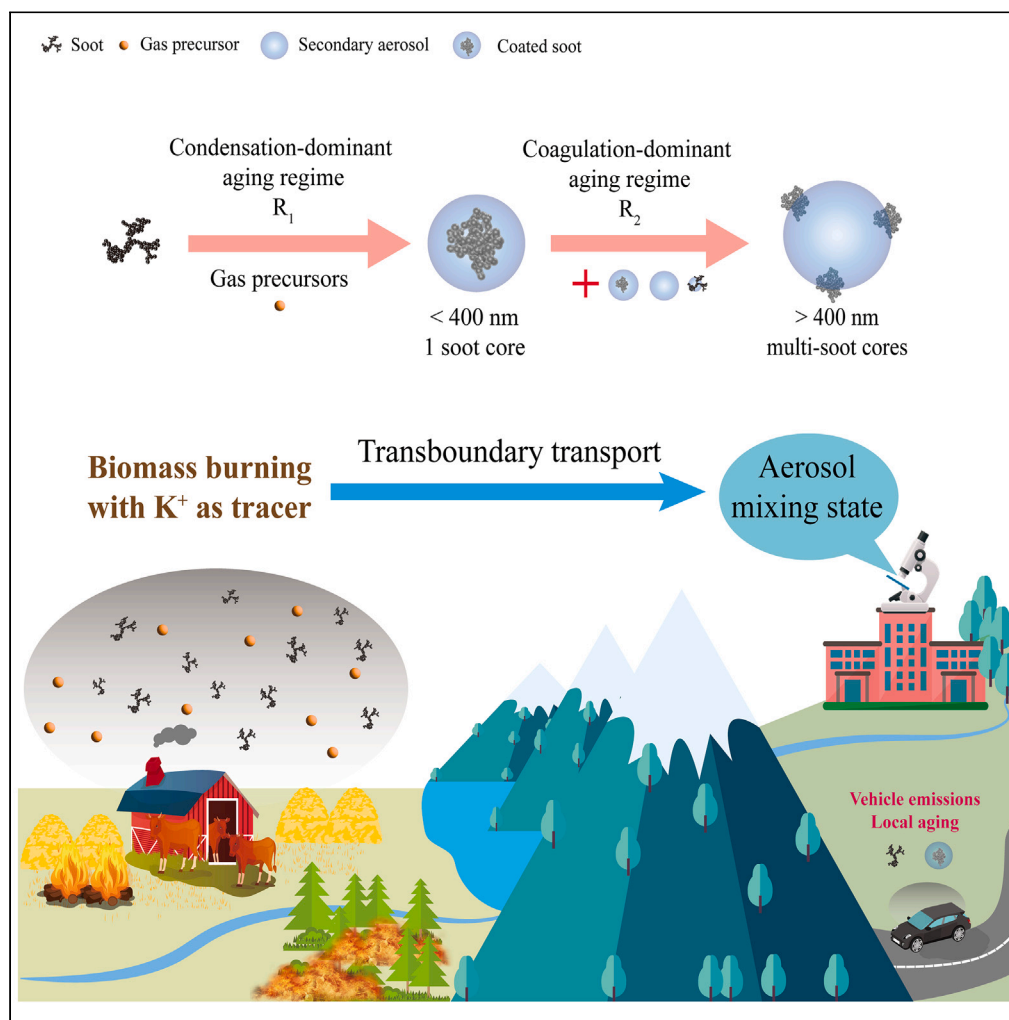 Soot Gas precursor Secondary aerosol Coated soot
Condensation-dominant
aging regime
R₁
Gas precursors
< 400 nm
1 soot core
Coagulation-dominant
aging regime
R₂
+
> 400 nm
multi-soot cores
Biomass burning
with K⁺ as tracer
Transboundary transport
Aerosol
mixing state
Vehicle emissions
Local aging